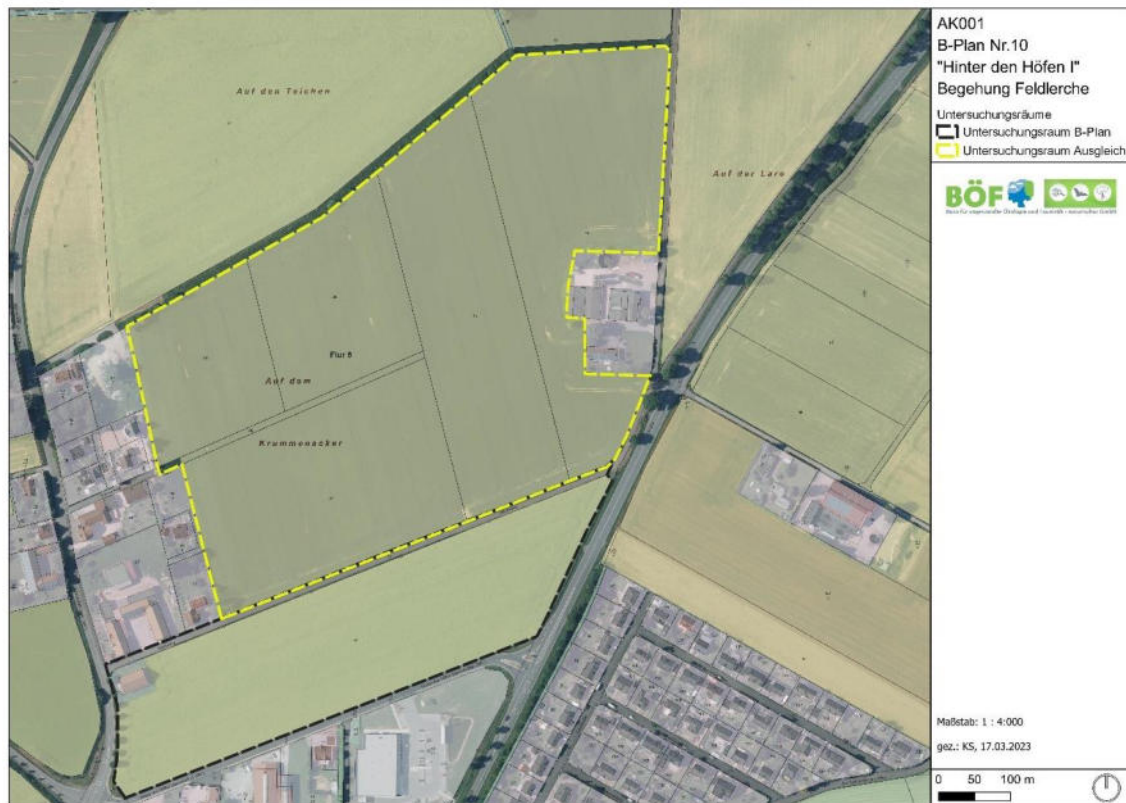 AK001
B-Plan Nr.10
"Hinter den Höfen I"
Begehung Feldlerche
Untersuchungsräume
Untersuchungsraum B-Plan
Untersuchungsraum Ausgleich
BÖF
Auf den Teichen
Auf der Lare
Flur 8
Auf dem
Krummenacker
Maßstab: 1 : 4:000
gez.: KS, 17.03.2023
0 50 100 m